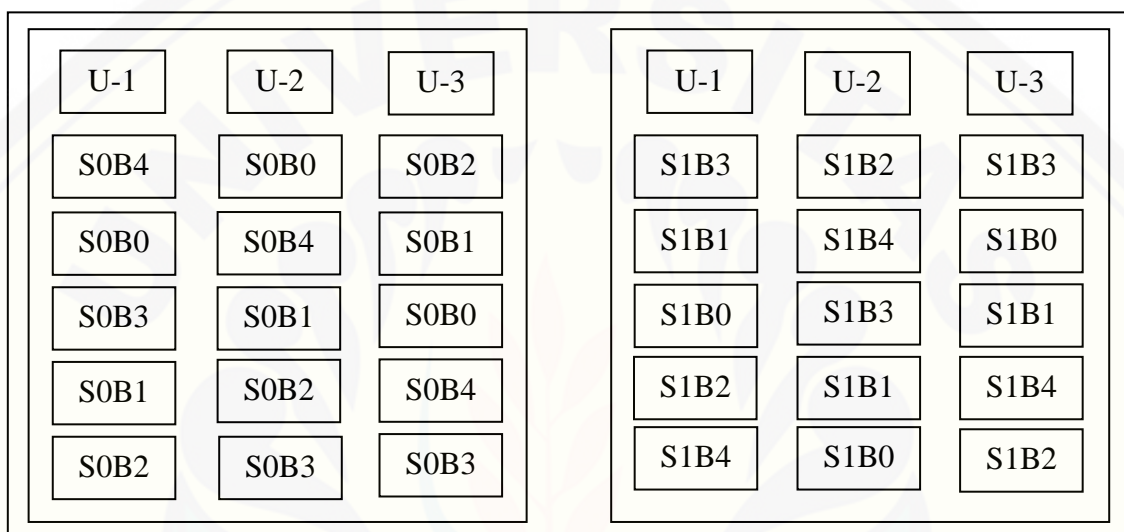 U-1 U-2 U-3 U-1 U-2 U-3
S0B4 S0B0 S0B2 S1B3 S1B2 S1B3
S0B0 S0B4 S0B1 S1B1 S1B4 S1B0
S0B3 S0B1 S0B0 S1B0 S1B3 S1B1
S0B1 S0B2 S0B4 S1B2 S1B1 S1B4
S0B2 S0B3 S0B3 S1B4 S1B0 S1B2
UNIVERSITAS